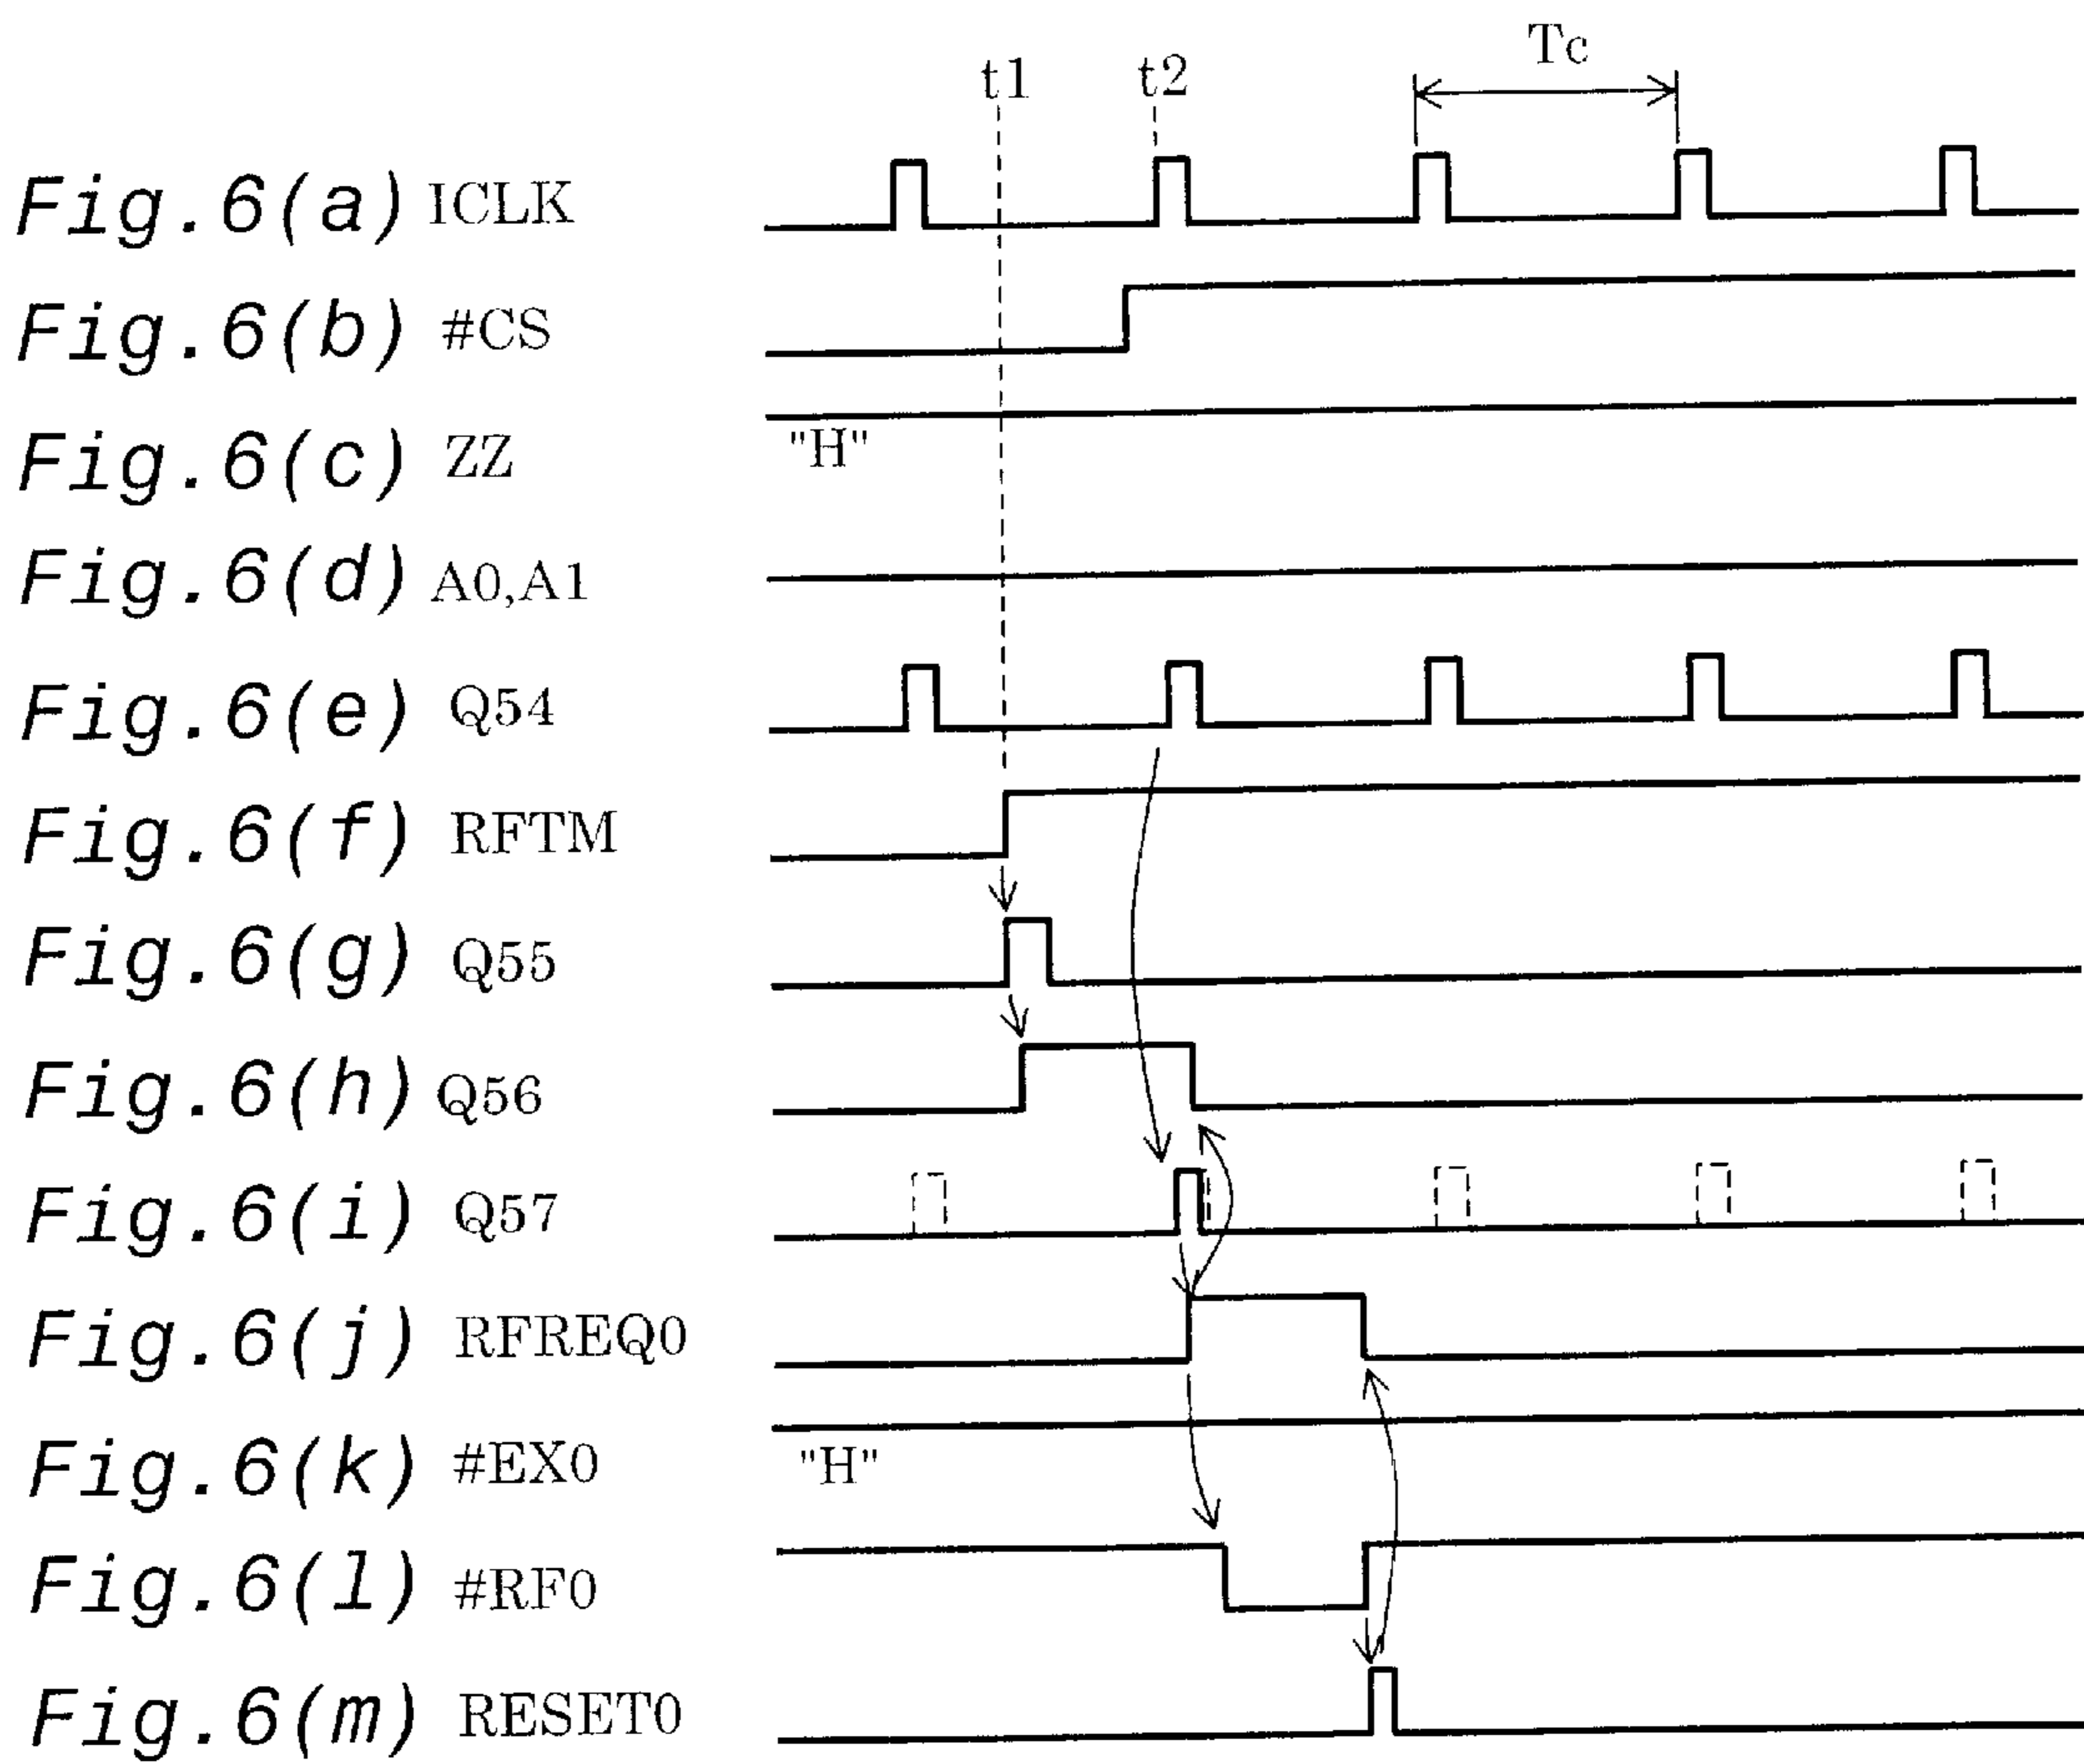 t1 t2 Tc
Fig.6(a) ICLK
Fig.6(b) #CS
Fig.6(c) ZZ "H"
Fig.6(d) A0,A1
Fig.6(e) Q54
Fig.6(f) RFTM
Fig.6(g) Q55
Fig.6(h) Q56
Fig.6(i) Q57
Fig.6(j) RFREQ0
Fig.6(k) #EX0 "H"
Fig.6(l) #RF0
Fig.6(m) RESET0